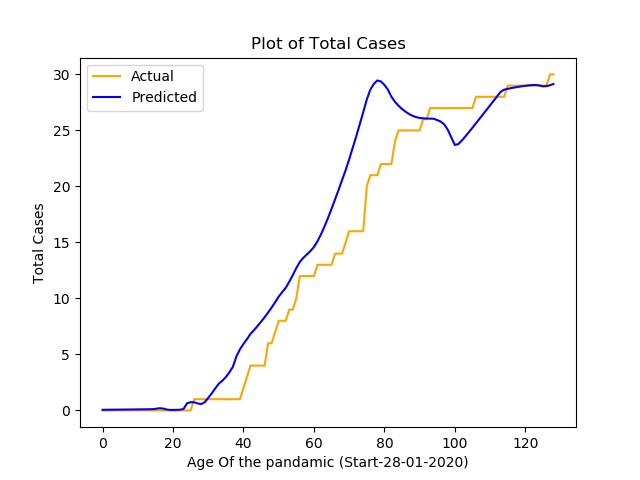 Plot of Total Cases
Actual
Predicted
Total Cases
30
25
20
15
10
5
0
0 20 40 60 80 100 120
Age Of the pandamic (Start-28-01-2020)